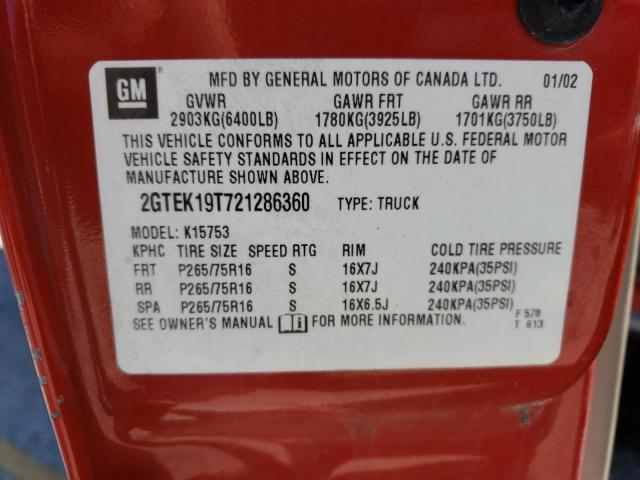 GM MFD BY GENERAL MOTORS OF CANADA LTD. 01/02
GVWR GAWR FRT GAWR RR
2903KG(6400LB) 1780KG(3925LB) 1701KG(3750LB)
THIS VEHICLE CONFORMS TO ALL APPLICABLE U.S. FEDERAL MOTOR
VEHICLE SAFETY STANDARDS IN EFFECT ON THE DATE OF
MANUFACTURE SHOWN ABOVE.
2GTEK19T721286360 TYPE: TRUCK
MODEL: K15753
KPHC TIRE SIZE SPEED RTG RIM COLD TIRE PRESSURE
FRT P265/75R16 S 16X7J 240KPA(35PSI)
RR P265/75R16 S 16X7J 240KPA(35PSI)
SPA P265/75R16 S 16X6.5J 240KPA(35PSI)
SEE OWNER'S MANUAL i FOR MORE INFORMATION. F 570
T 613